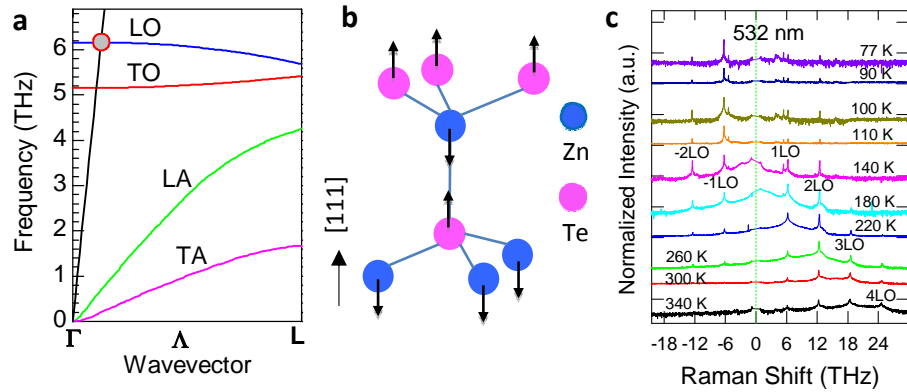 a
LO
TO
LA
TA
Frequency (THz)
6
5
4
3
2
1
0
Γ
Λ
L
Wavevector
b
[111]
Zn
Te
c
532 nm
77 K
90 K
100 K
110 K
-2LO
-1LO
1LO
140 K
2LO
180 K
220 K
3LO
260 K
300 K
4LO
340 K
Normalized Intensity (a.u.)
-18 -12 -6 0 6 12 18 24
Raman Shift (THz)